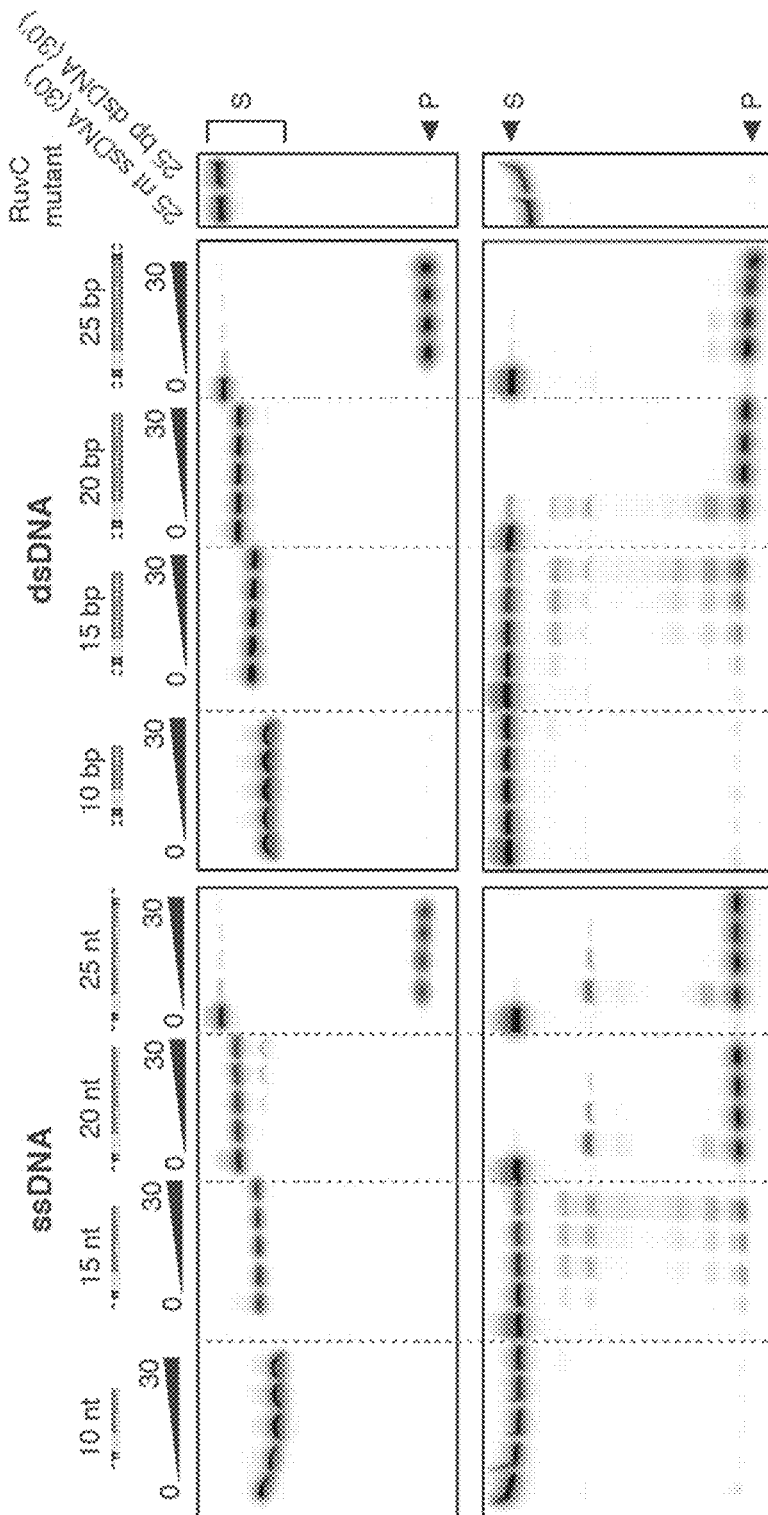 ssDNA
dsDNA
RuvC
mutant
25 nt ssDNA (30')
25 bp dsDNA (30')
10 nt
15 nt
20 nt
25 nt
10 bp
15 bp
20 bp
25 bp
0 30
0 30
0 30
0 30
0 30
0 30
0 30
0 30
S
P
S
P